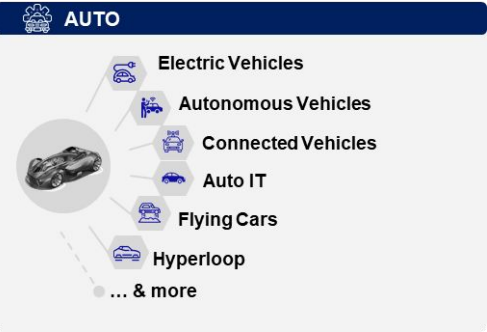 AUTO
Electric Vehicles
Autonomous Vehicles
Connected Vehicles
Auto IT
Flying Cars
Hyperloop
... & more